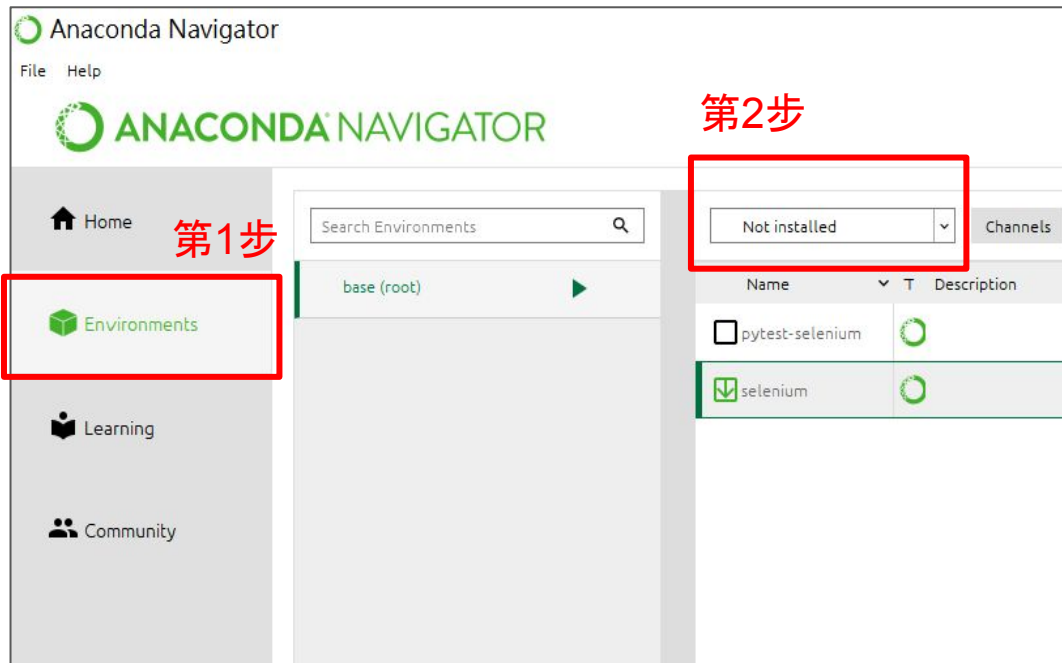 Anaconda Navigator
File Help
ANACONDA NAVIGATOR
第2步
Home
第1步
Search Environments
Not installed
Channels
base (root)
Name
T
Description
Environments
pytest-selenium
selenium
Learning
Community